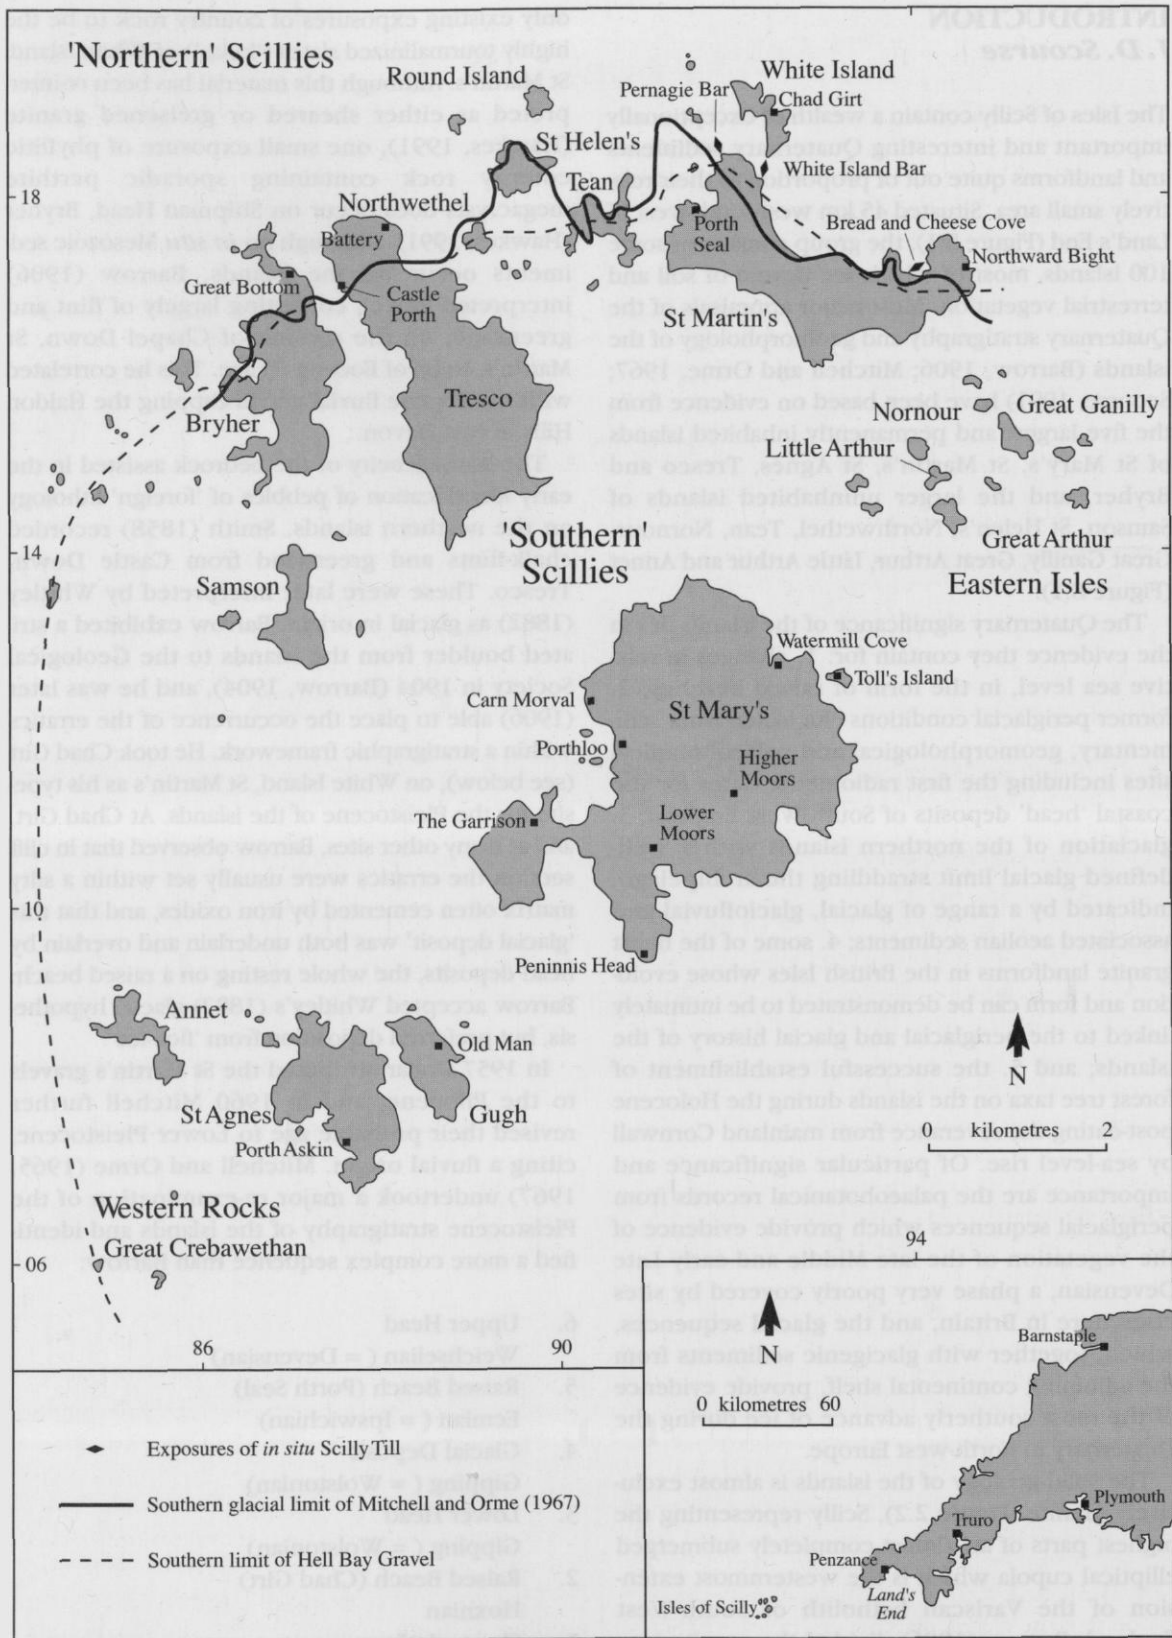 'Northern' Scillies
Round Island
Pernagie Bar
White Island
Chad Girt
St Helen's
Tean
White Island Bar
18
Northwethel
Battery
Porth
Seal
Bread and Cheese Cove
Northward Bight
Great Bottom
Castle
Porth
St Martin's
Tresco
Bryher
Nornour
Great Ganilly
Little Arthur
Great Arthur
Eastern Isles
14
'Southern'
Scillies
Samson
Watermill Cove
Toll's Island
Carn Morval
St Mary's
Porthloo
Higher
Moors
The Garrison
Lower
Moors
10
Peninnis Head
Annet
Old Man
St Agnes
Gugh
Porth Askin
N
0 kilometres 2
Western Rocks
Great Crebawethan
06
86
90
94
Exposures of in situ Scilly Till
Southern glacial limit of Mitchell and Orme (1967)
Southern limit of Hell Bay Gravel
N
0 kilometres 60
Barnstaple
Plymouth
Truro
Penzance
Land's
End
Isles of Scilly